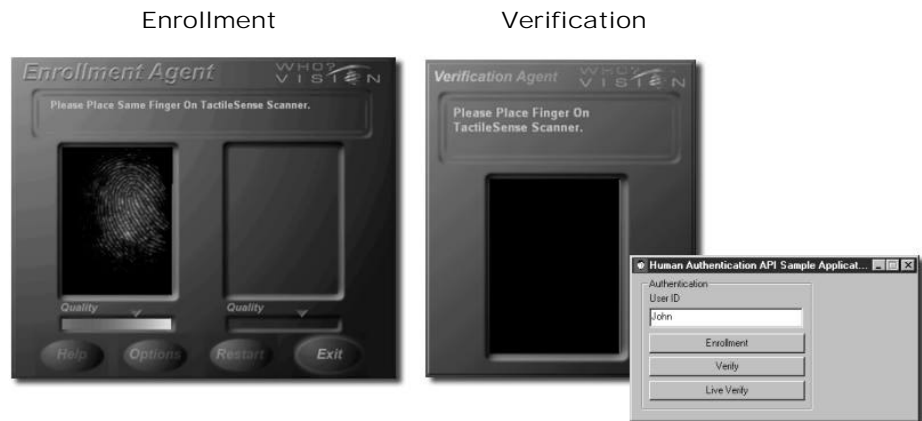 Enrollment
Verification
Enrollment Agent
WHO?
VISION
Please Place Same Finger On TactileSense Scanner.
Quality
Quality
Help
Options
Restart
Exit
Verification Agent
WHO?
VISION
Please Place Finger On
TactileSense Scanner.
Human Authentication API Sample Applicat...
Authentication
User ID
John
Enrollment
Verify
Live Verify